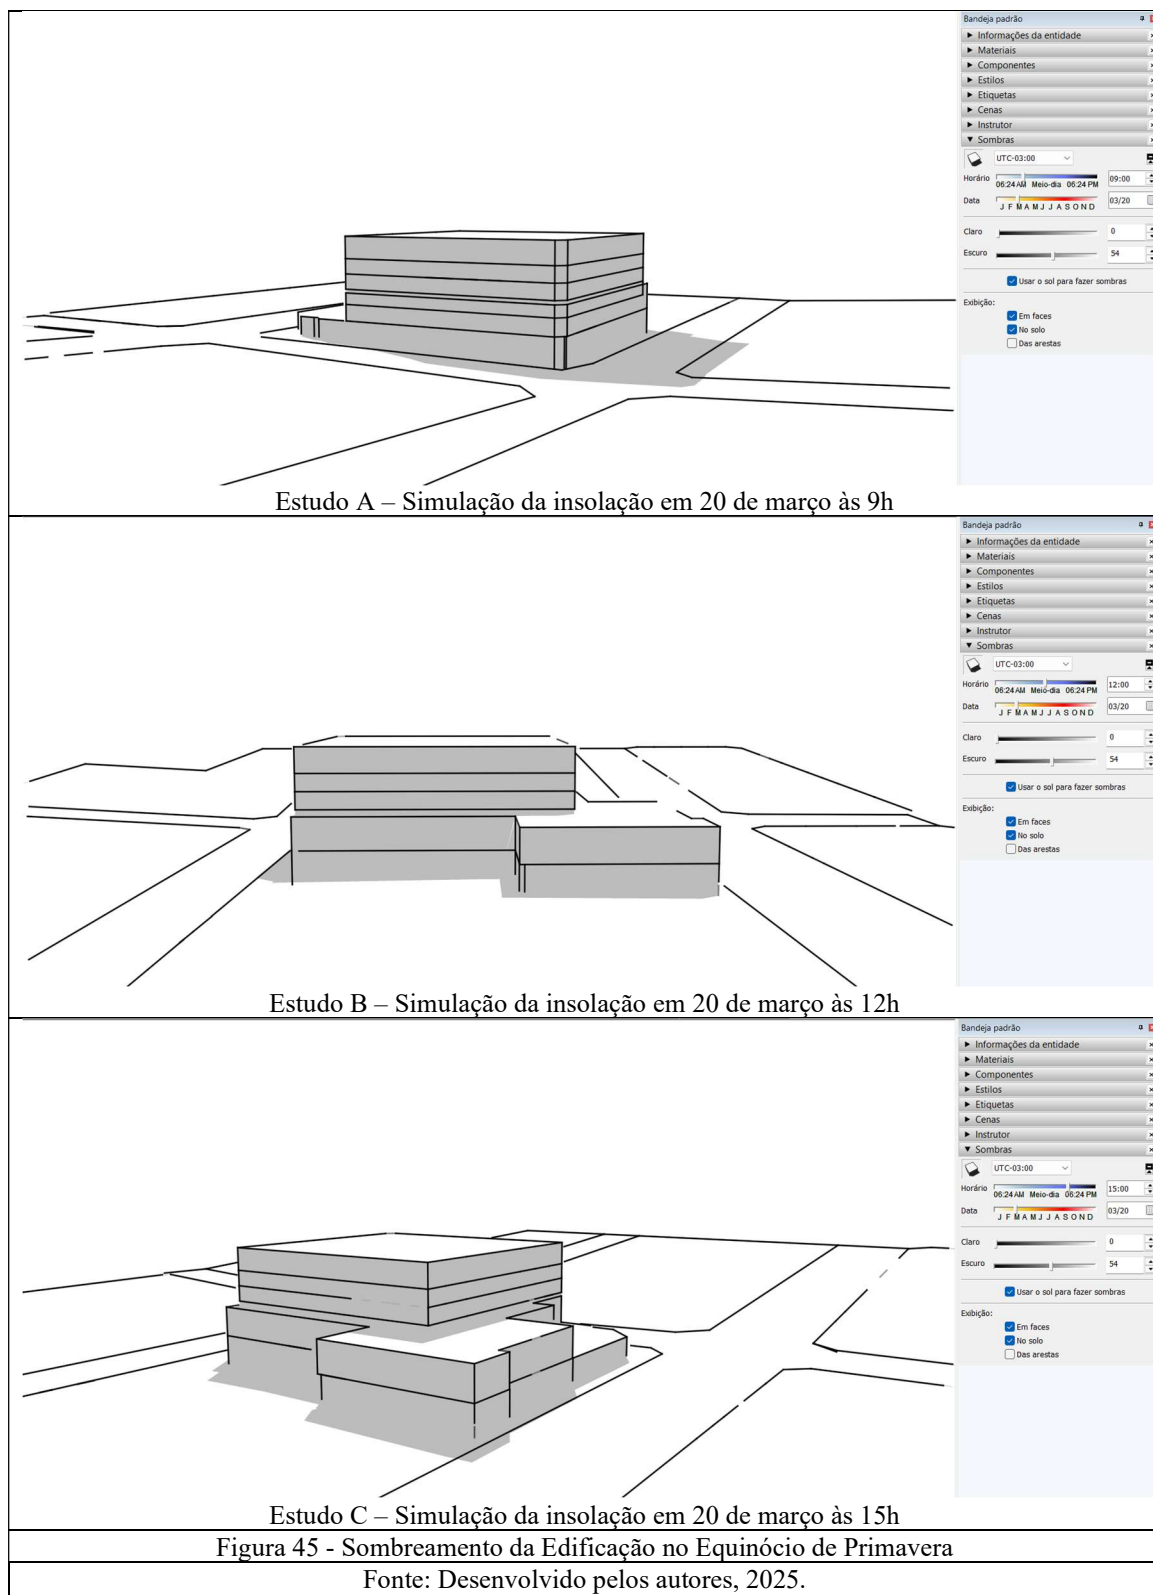 Bandeja padrão
Informações da entidade
Materiais
Componentes
Estilos
Etiquetas
Cenas
Instrutor
Sombras
UTC-03:00
Horário 06:24 AM Meio-dia 06:24 PM 09:00
Data J F M A M J J A S O N D 03/20
Claro 0
Escuro 54
Usar o sol para fazer sombras
Exibição:
Em faces
No solo
Das arestas
Estudo A – Simulação da insolação em 20 de março às 9h
Bandeja padrão
Informações da entidade
Materiais
Componentes
Estilos
Etiquetas
Cenas
Instrutor
Sombras
UTC-03:00
Horário 06:24 AM Meio-dia 06:24 PM 12:00
Data J F M A M J J A S O N D 03/20
Claro 0
Escuro 54
Usar o sol para fazer sombras
Exibição:
Em faces
No solo
Das arestas
Estudo B – Simulação da insolação em 20 de março às 12h
Bandeja padrão
Informações da entidade
Materiais
Componentes
Estilos
Etiquetas
Cenas
Instrutor
Sombras
UTC-03:00
Horário 06:24 AM Meio-dia 06:24 PM 15:00
Data J F M A M J J A S O N D 03/20
Claro 0
Escuro 54
Usar o sol para fazer sombras
Exibição:
Em faces
No solo
Das arestas
Estudo C – Simulação da insolação em 20 de março às 15h
Figura 45 - Sombreamento da Edificação no Equinócio de Primavera
Fonte: Desenvolvido pelos autores, 2025.